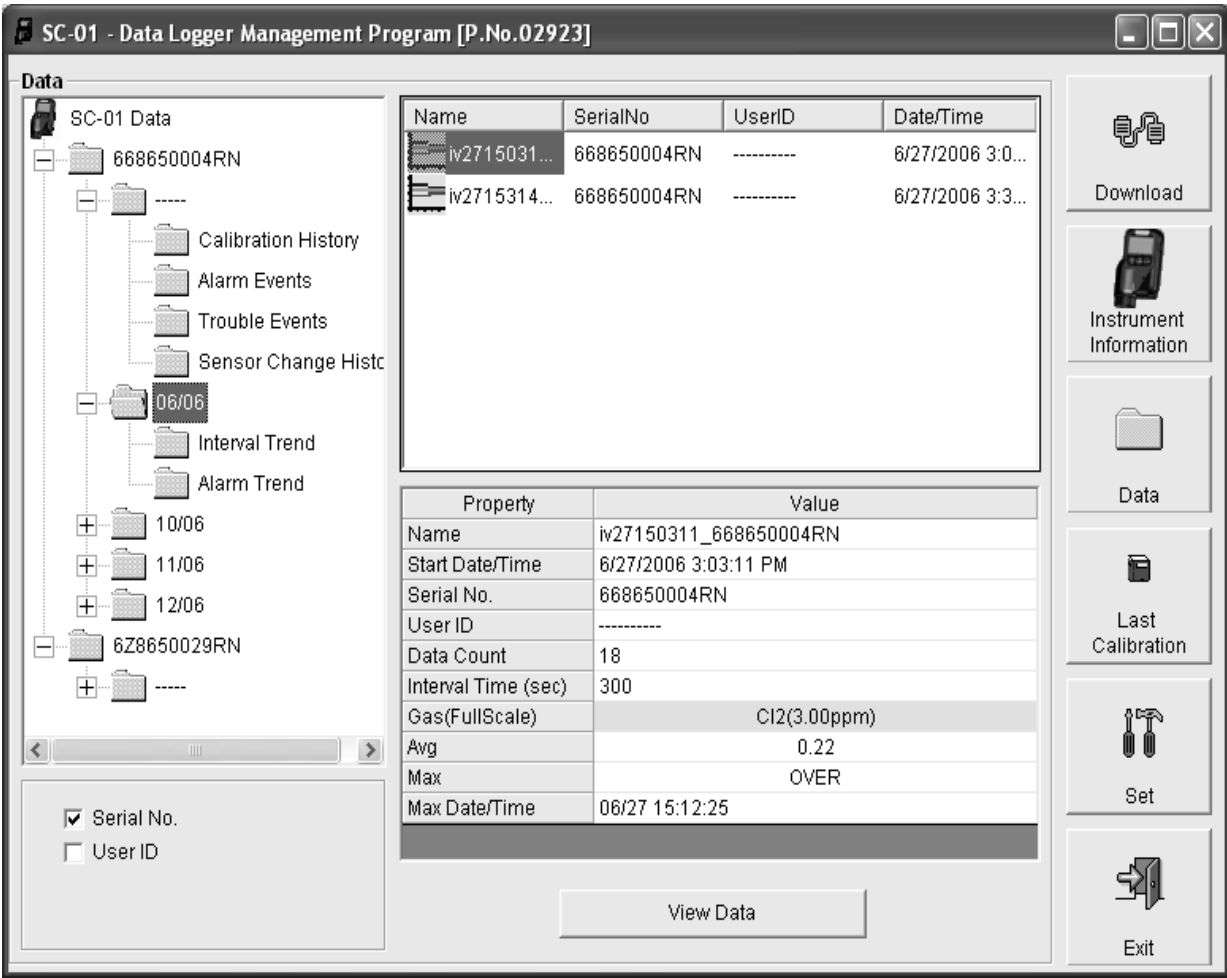 SC-01 - Data Logger Management Program [P.No.02923]
Data
SC-01 Data
668650004RN
-----
Calibration History
Alarm Events
Trouble Events
Sensor Change Histo
06/06
Interval Trend
Alarm Trend
10/06
11/06
12/06
6Z8650029RN
-----
Serial No.
User ID
Name SerialNo UserID Date/Time
iv2715031... 668650004RN ---------- 6/27/2006 3:0...
iv2715314... 668650004RN ---------- 6/27/2006 3:3...
Property Value
Name iv27150311_668650004RN
Start Date/Time 6/27/2006 3:03:11 PM
Serial No. 668650004RN
User ID ----------
Data Count 18
Interval Time (sec) 300
Gas(FullScale) Cl2(3.00ppm)
Avg 0.22
Max OVER
Max Date/Time 06/27 15:12:25
View Data
Download
Instrument
Information
Data
Last
Calibration
Set
Exit